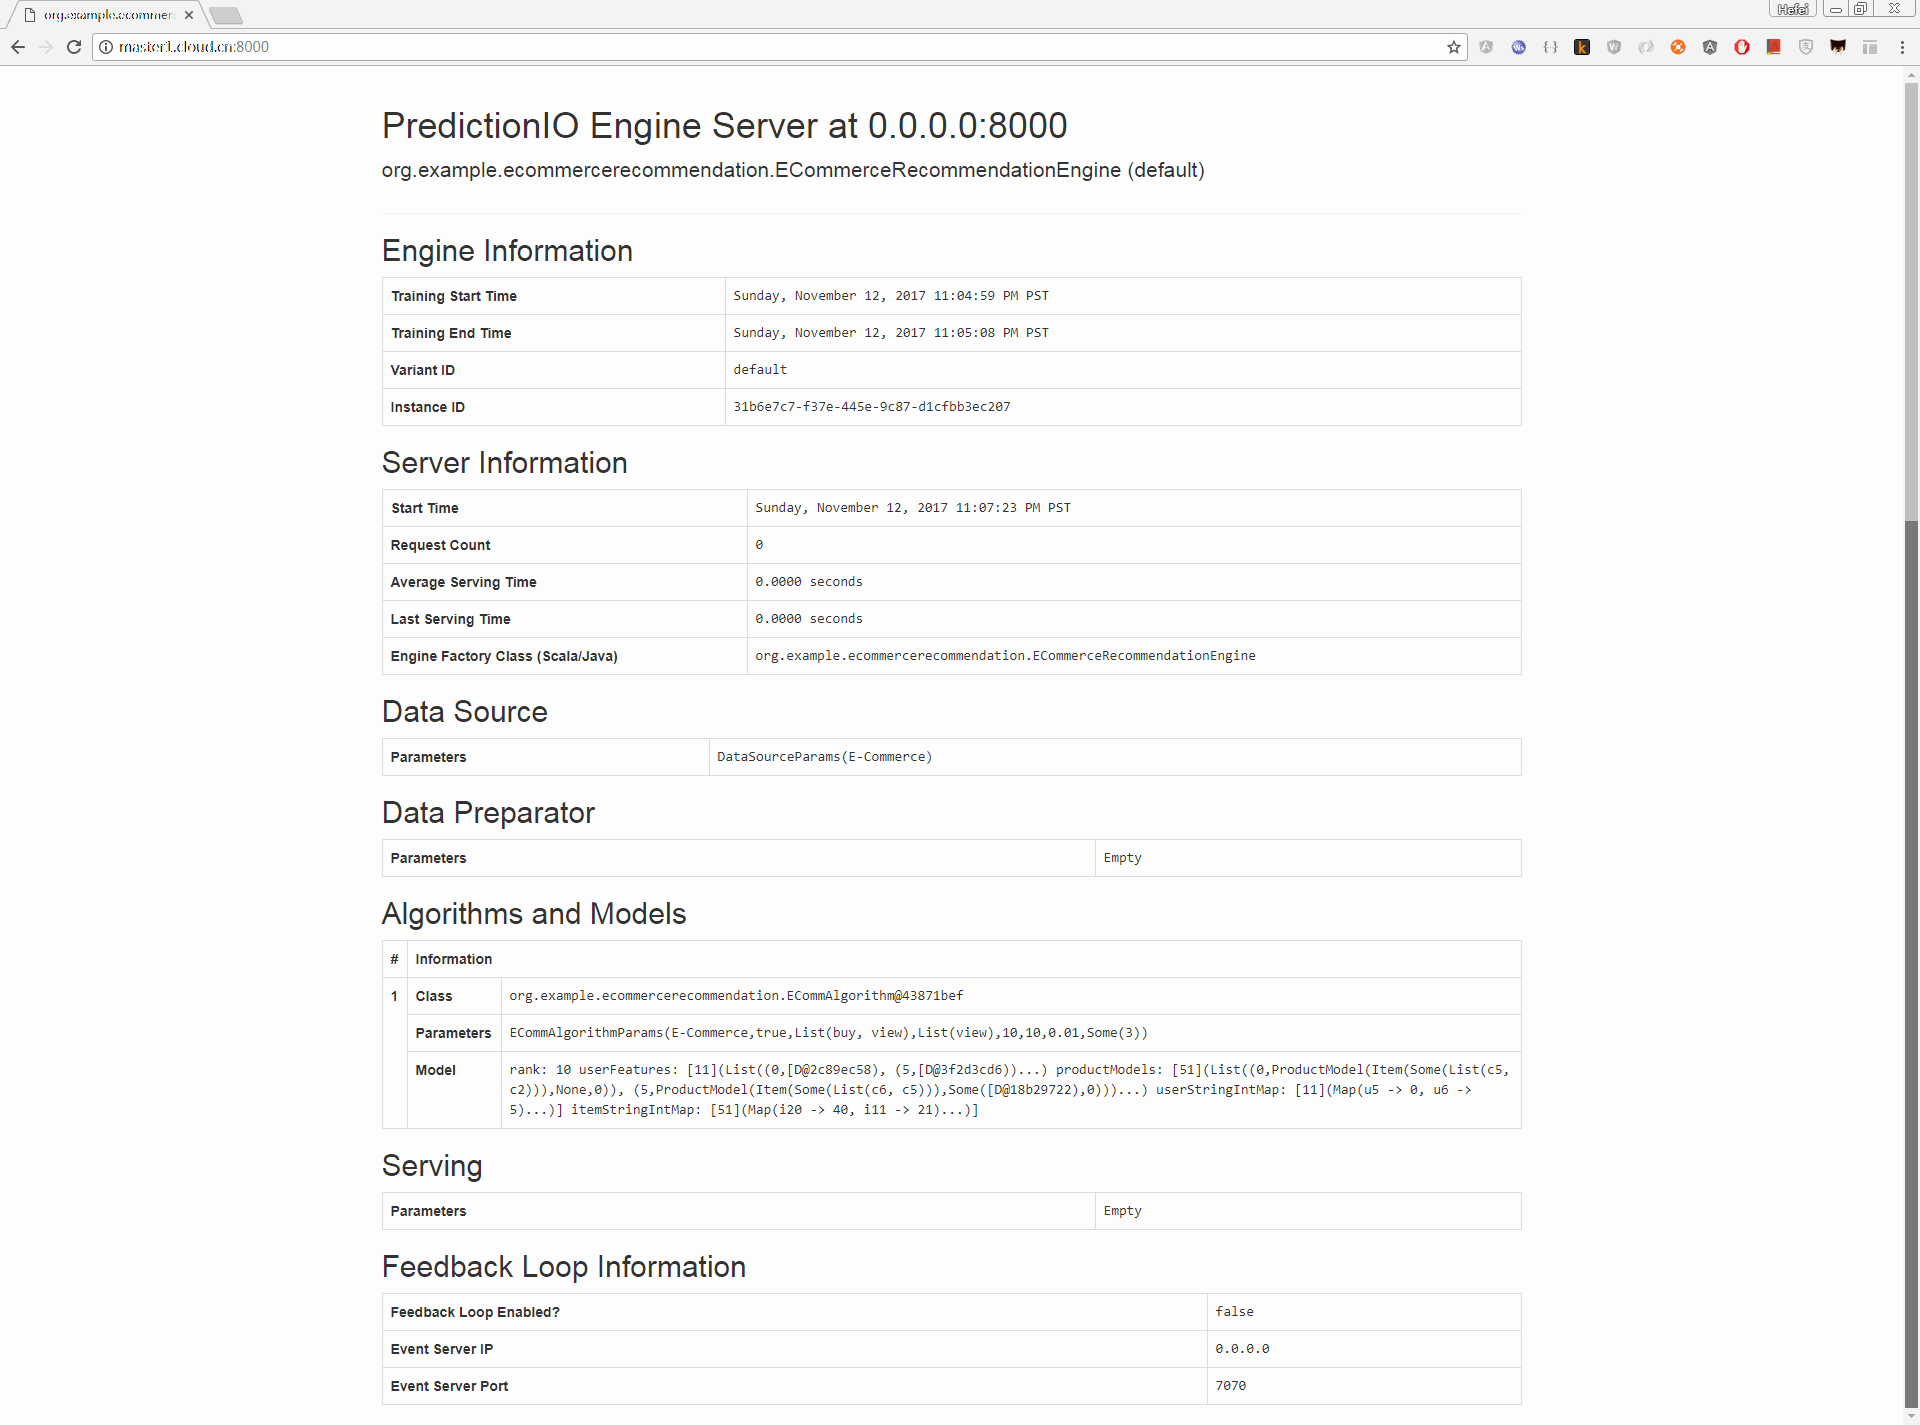 org.example.ecommerc
Hefei
master1.cloud.cn:8000
PredictionIO Engine Server at 0.0.0.0:8000
org.example.ecommercerecommendation.ECommerceRecommendationEngine (default)
Engine Information
Training Start Time Sunday, November 12, 2017 11:04:59 PM PST
Training End Time Sunday, November 12, 2017 11:05:08 PM PST
Variant ID default
Instance ID 31b6e7c7-f37e-445e-9c87-d1cfbb3ec207
Server Information
Start Time Sunday, November 12, 2017 11:07:23 PM PST
Request Count 0
Average Serving Time 0.0000 seconds
Last Serving Time 0.0000 seconds
Engine Factory Class (Scala/Java) org.example.ecommercerecommendation.ECommerceRecommendationEngine
Data Source
Parameters DataSourceParams(E-Commerce)
Data Preparator
Parameters Empty
Algorithms and Models
# Information
1 Class org.example.ecommercerecommendation.ECommAlgorithm@43871bef
Parameters ECommAlgorithmParams(E-Commerce,true,List(buy, view),List(view),10,10,0.01,Some(3))
Model rank: 10 userFeatures: [11](List((0,[D@2c89ec58), (5,[D@3f2d3cd6))...) productModels: [51](List((0,ProductModel(Item(Some(List(c5,
c2))),None,0)), (5,ProductModel(Item(Some(List(c6, c5))),Some([D@18b29722),0)))...) userStringIntMap: [11](Map(u5 -> 0, u6 ->
5)...)] itemStringIntMap: [51](Map(i20 -> 40, i11 -> 21)...)]
Serving
Parameters Empty
Feedback Loop Information
Feedback Loop Enabled? false
Event Server IP 0.0.0.0
Event Server Port 7070